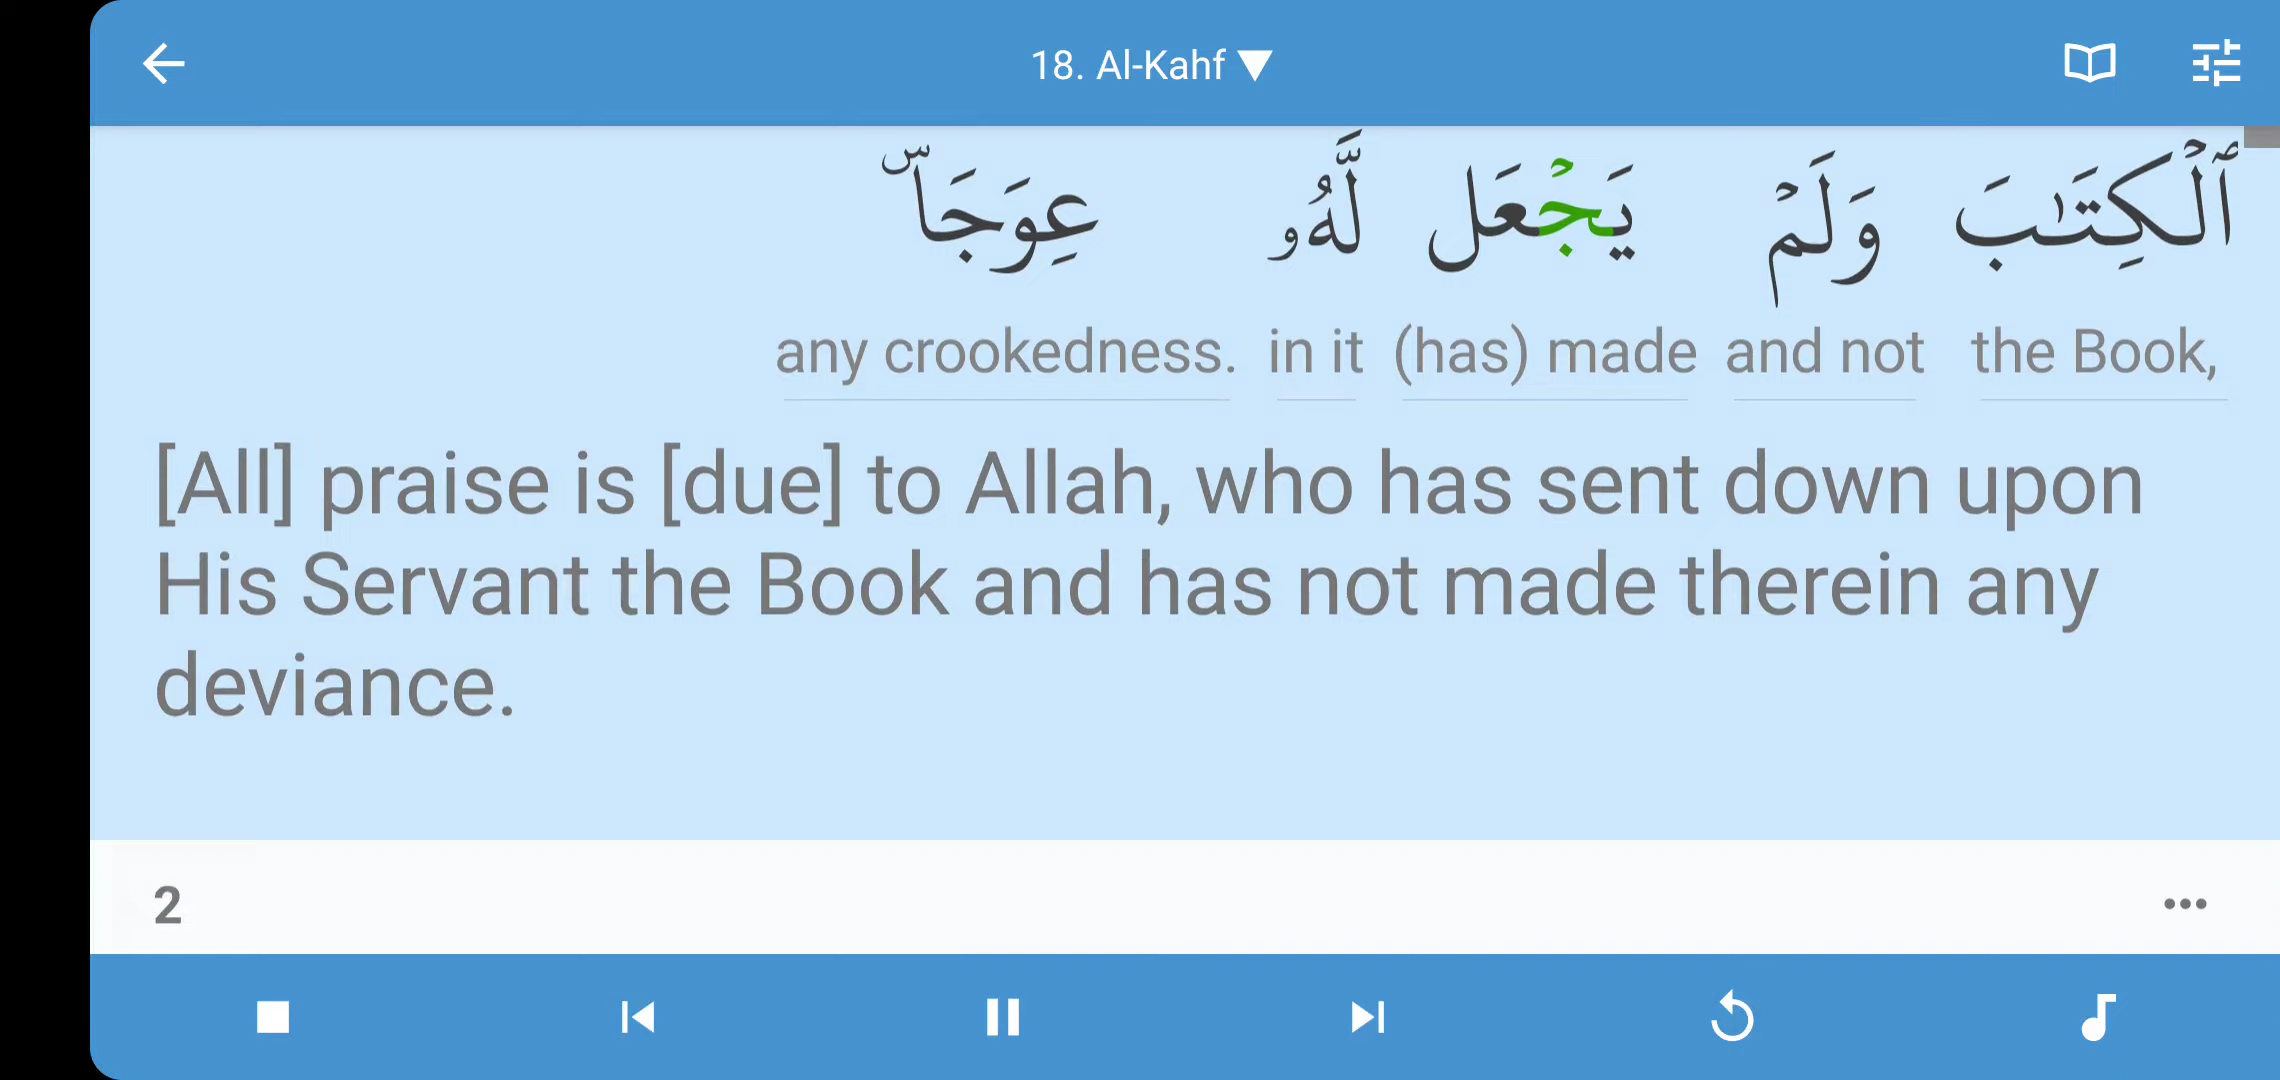 18. Al-Kahf
ٱلْكِتَٰبَ وَلَمْ يَجْعَل لَّهُۥ عِوَجَاۜ
the Book, and not (has) made in it any crookedness.
[All] praise is [due] to Allah, who has sent down upon
His Servant the Book and has not made therein any
deviance.
2